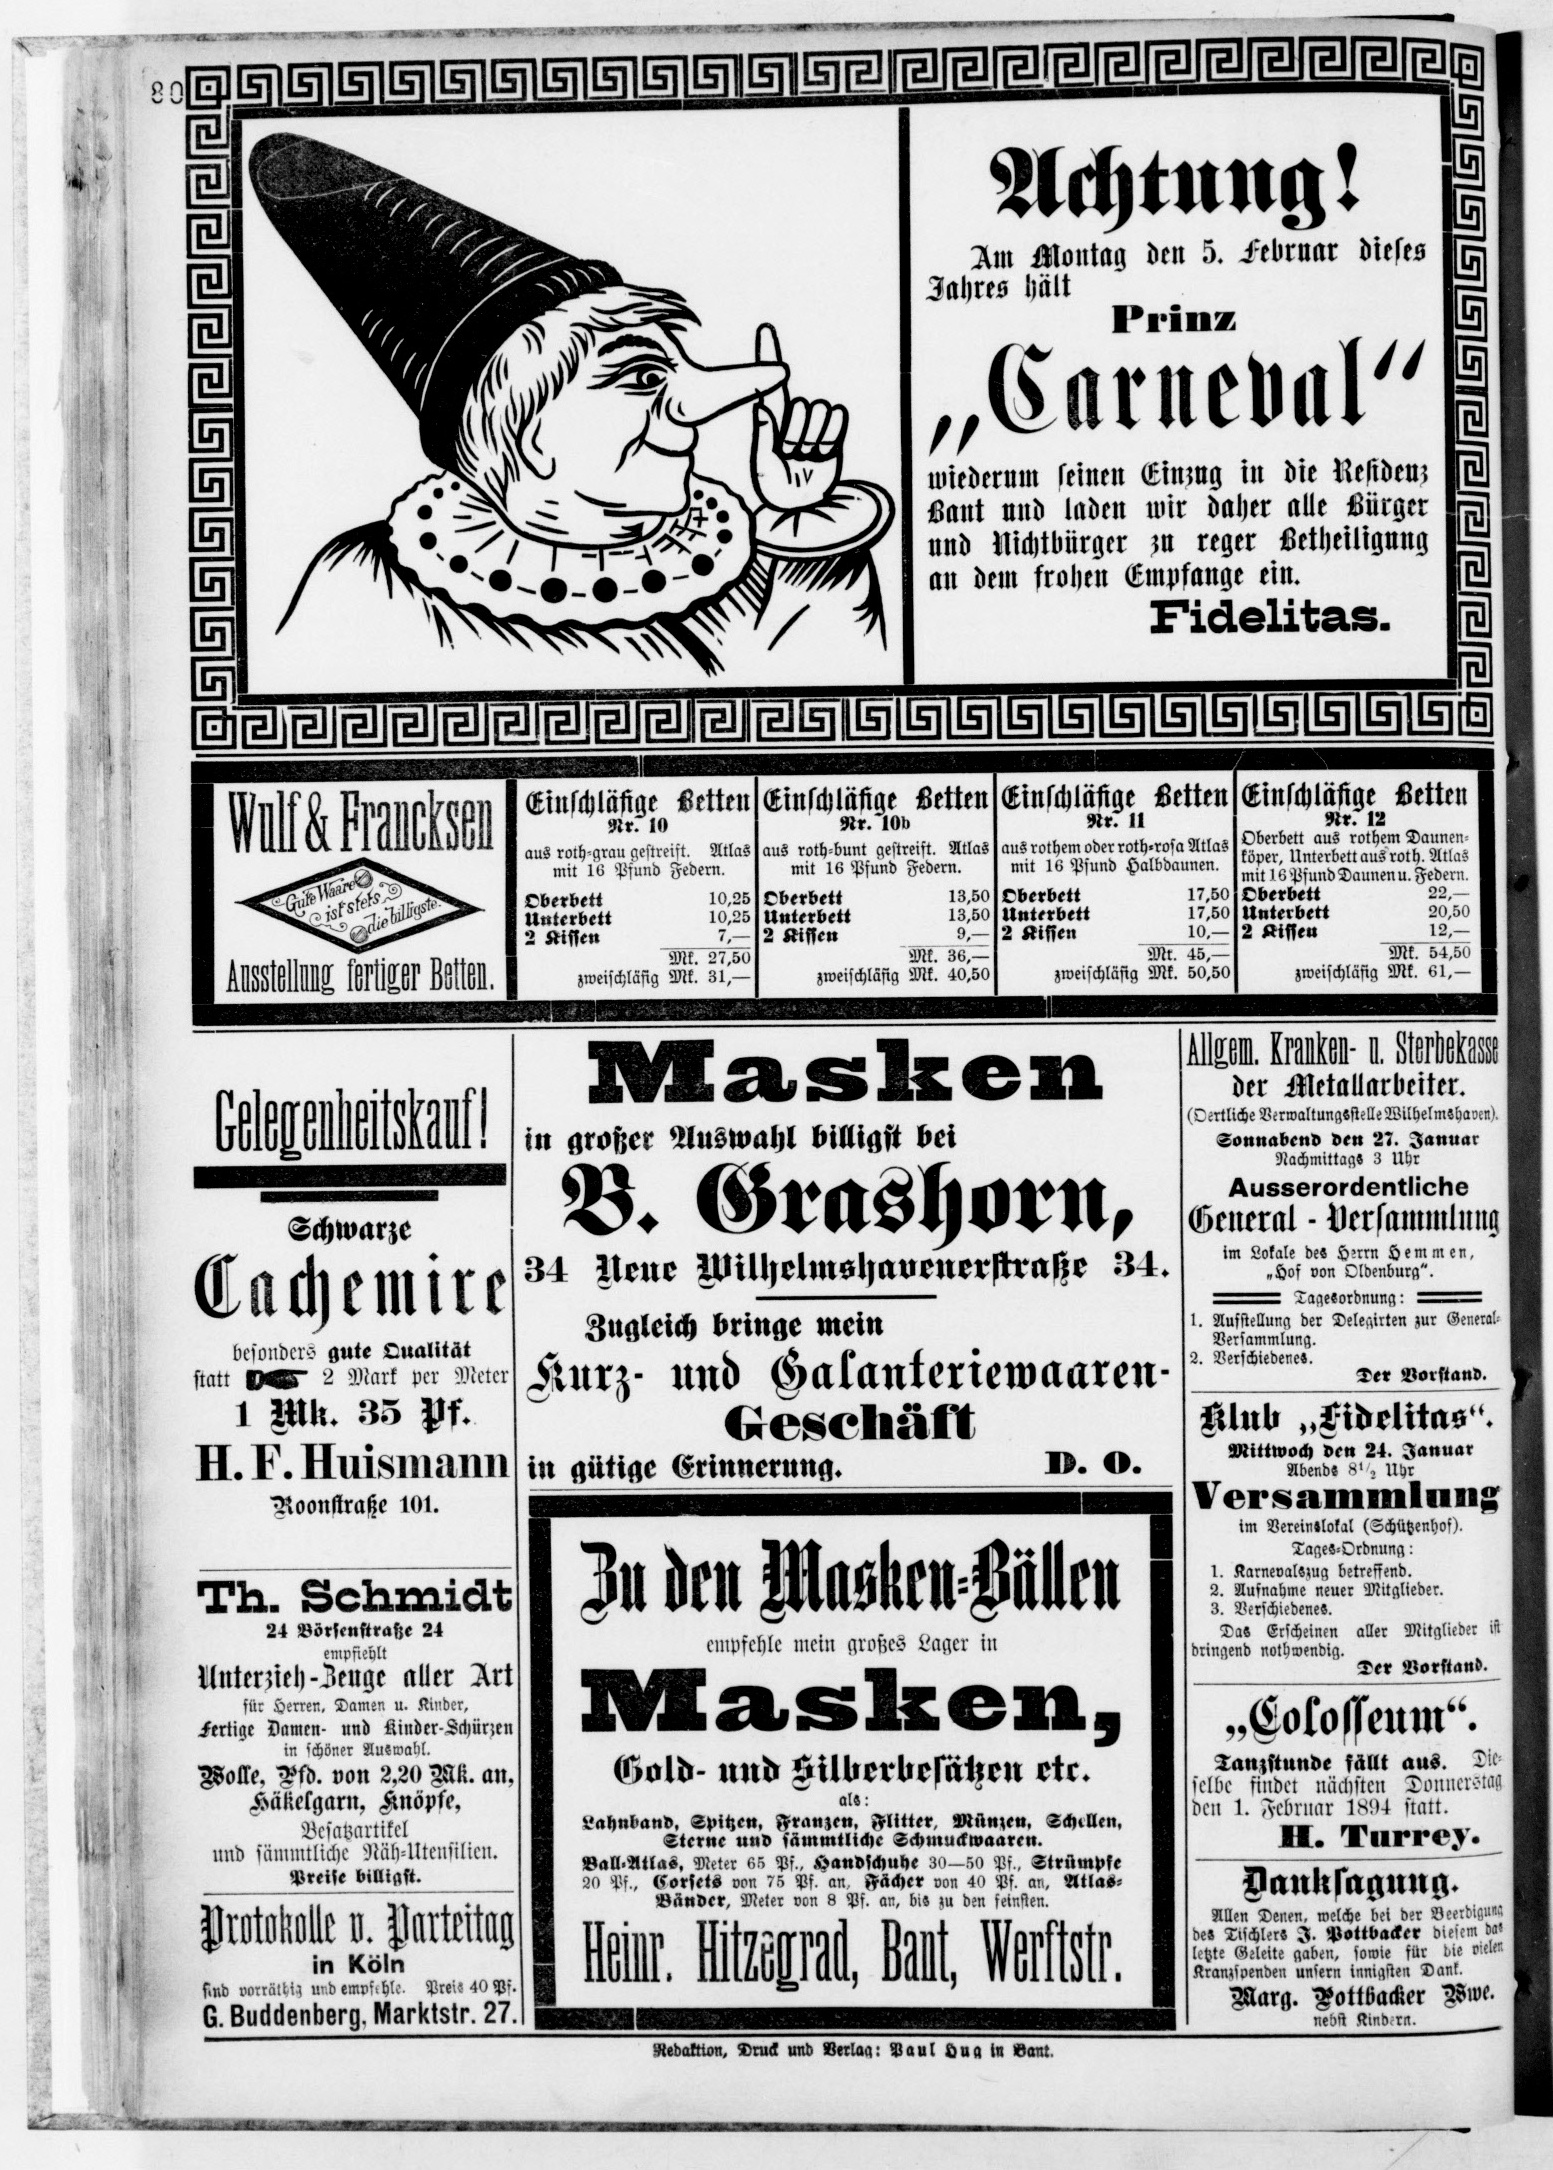 80
Achtung!
Am Montag den 5. Februar dieses
Jahres hält
Prinz
„Carneval“
wiederum seinen Einzug in die Residenz
Bant und laden wir daher alle Bürger
und Nichtbürger zu reger Betheiligung
an dem frohen Empfange ein.
Fidelitas.
Wulf & Francksen
Gute Waare
ist stets
die billigste.
Ausstellung fertiger Betten.
Einschläfige Betten
Nr. 10
aus roth-grau gestreift. Atlas
mit 16 Pfund Federn.
Oberbett 10,25
Unterbett 10,25
2 Kissen 7,—
Mk. 27,50
zweischläfig Mk. 31,—
Einschläfige Betten
Nr. 10b
aus roth-bunt gestreift. Atlas
mit 16 Pfund Federn.
Oberbett 13,50
Unterbett 13,50
2 Kissen 9,—
Mk. 36,—
zweischläfig Mk. 40,50
Einschläfige Betten
Nr. 11
aus rothem oder roth-rosa Atlas
mit 16 Pfund Halbdaunen.
Oberbett 17,50
Unterbett 17,50
2 Kissen 10,—
Mk. 45,—
zweischläfig Mk. 50,50
Einschläfige Betten
Nr. 12
Oberbett aus rothem Daunen-
köper, Unterbett aus roth. Atlas
mit 16 Pfund Daunen u. Federn.
Oberbett 22,—
Unterbett 20,50
2 Kissen 12,—
Mk. 54,50
zweischläfig Mk. 61,—
Gelegenheitskauf!
Schwarze
Cachemire
besonders gute Qualität
statt 2 Mark per Meter
1 Mk. 35 Pf.
H. F. Huismann
Roonstraße 101.
Th. Schmidt
24 Börsenstraße 24
empfiehlt
Unterzieh-Zeuge aller Art
für Herren, Damen u. Kinder,
Fertige Damen- und Kinder-Schürzen
in schöner Auswahl.
Wolle, Pfd. von 2,20 Mk. an,
Häkelgarn, Knöpfe,
Besatzartikel
und sämmtliche Näh-Utensilien.
Preise billigst.
Protokolle v. Parteitag
in Köln
sind vorräthig und empfehle. Preis 40 Pf.
G. Buddenberg, Marktstr. 27.
Masken
in großer Auswahl billigst bei
B. Grashorn,
34 Neue Wilhelmshavenerstraße 34.
Zugleich bringe mein
Kurz- und Galanteriewaaren-
Geschäft
in gütige Erinnerung. D. O.
Zu den Masken-Bällen
empfehle mein großes Lager in
Masken,
Gold- und Silberbesätzen etc.
als:
Lahnband, Spitzen, Franzen, Flitter, Münzen, Schellen,
Sterne und sämmtliche Schmuckwaaren.
Ball-Atlas, Meter 65 Pf., Handschuhe 30—50 Pf., Strümpfe
20 Pf., Corsets von 75 Pf. an, Fächer von 40 Pf. an, Atlas-
Bänder, Meter von 8 Pf. an, bis zu den feinsten.
Heinr. Hitzegrad, Bant, Werftstr.
Allgem. Kranken- u. Sterbekasse
der Metallarbeiter.
(Oertliche Verwaltungsstelle Wilhelmshaven).
Sonnabend den 27. Januar
Nachmittags 3 Uhr
Ausserordentliche
General - Versammlung
im Lokale des Herrn Hemmen,
„Hof von Oldenburg“.
Tagesordnung:
1. Aufstellung der Delegirten zur General-
Versammlung.
2. Verschiedenes.
Der Vorstand.
Klub „Fidelitas“.
Mittwoch den 24. Januar
Abends 8½ Uhr
Versammlung
im Vereinslokal (Schützenhof).
Tages-Ordnung:
1. Karnevalszug betreffend.
2. Aufnahme neuer Mitglieder.
3. Verschiedenes.
Das Erscheinen aller Mitglieder ist
dringend nothwendig.
Der Vorstand.
„Colosseum“.
Tanzstunde fällt aus. Die-
selbe findet nächsten Donnerstag
den 1. Februar 1894 statt.
H. Turrey.
Danksagung.
Allen Denen, welche bei der Beerdigung
des Tischlers J. Pottbacker diesem das
letzte Geleite gaben, sowie für die vielen
Kranzspenden unsern innigsten Dank.
Marg. Pottbacker Wwe.
nebst Kindern.
Redaktion, Druck und Verlag: Paul Hug in Bant.